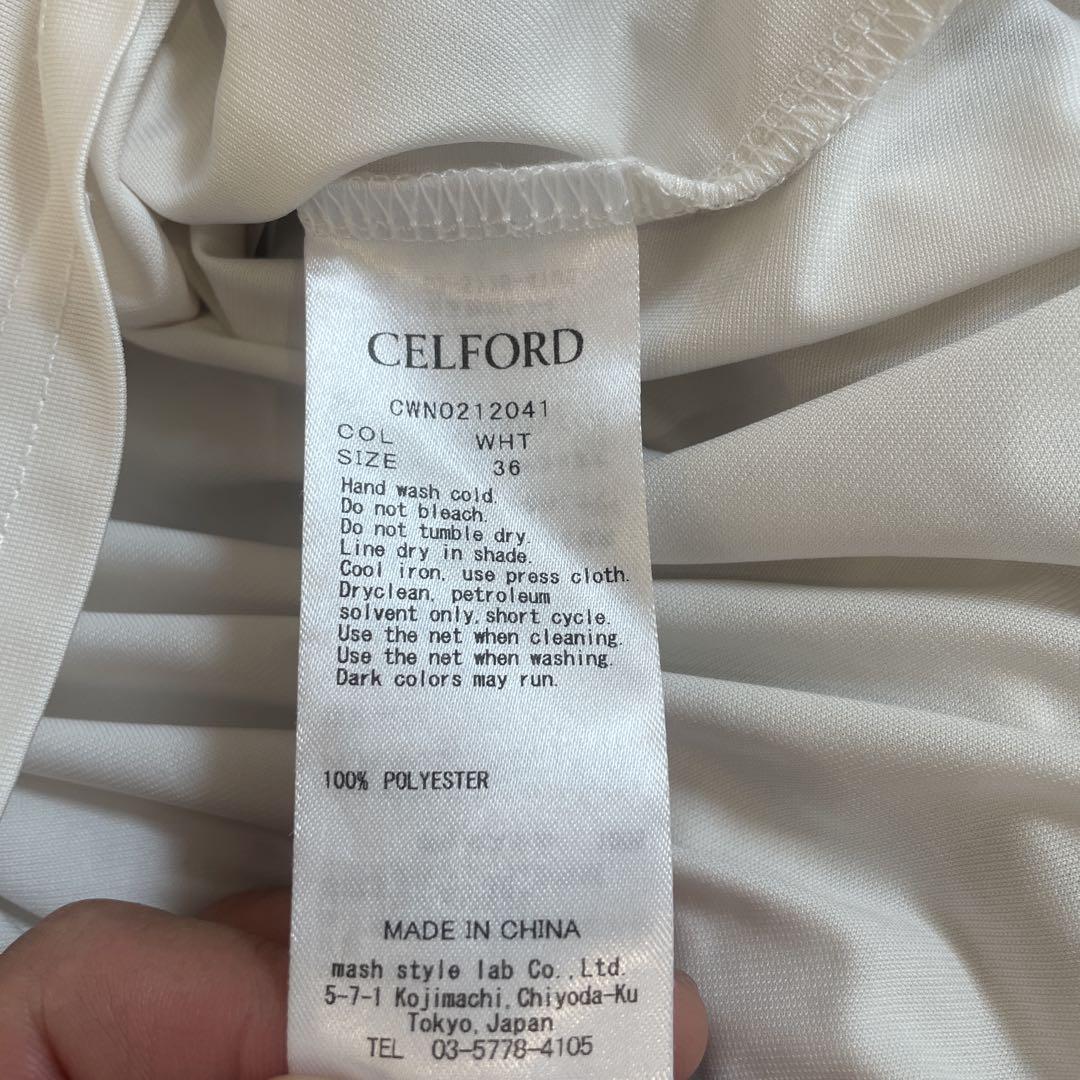 CELFORD
CWNO212041
COL WHT
SIZE 36
Hand wash cold.
Do not bleach.
Do not tumble dry.
Line dry in shade.
Cool iron, use press cloth.
Dryclean, petroleum
solvent only,short cycle.
Use the net when cleaning.
Use the net when washing.
Dark colors may run.
100% POLYESTER
MADE IN CHINA
mash style lab Co.,Ltd.
5-7-1 Kojimachi,Chiyoda-Ku
Tokyo,Japan
TEL 03-5778-4105